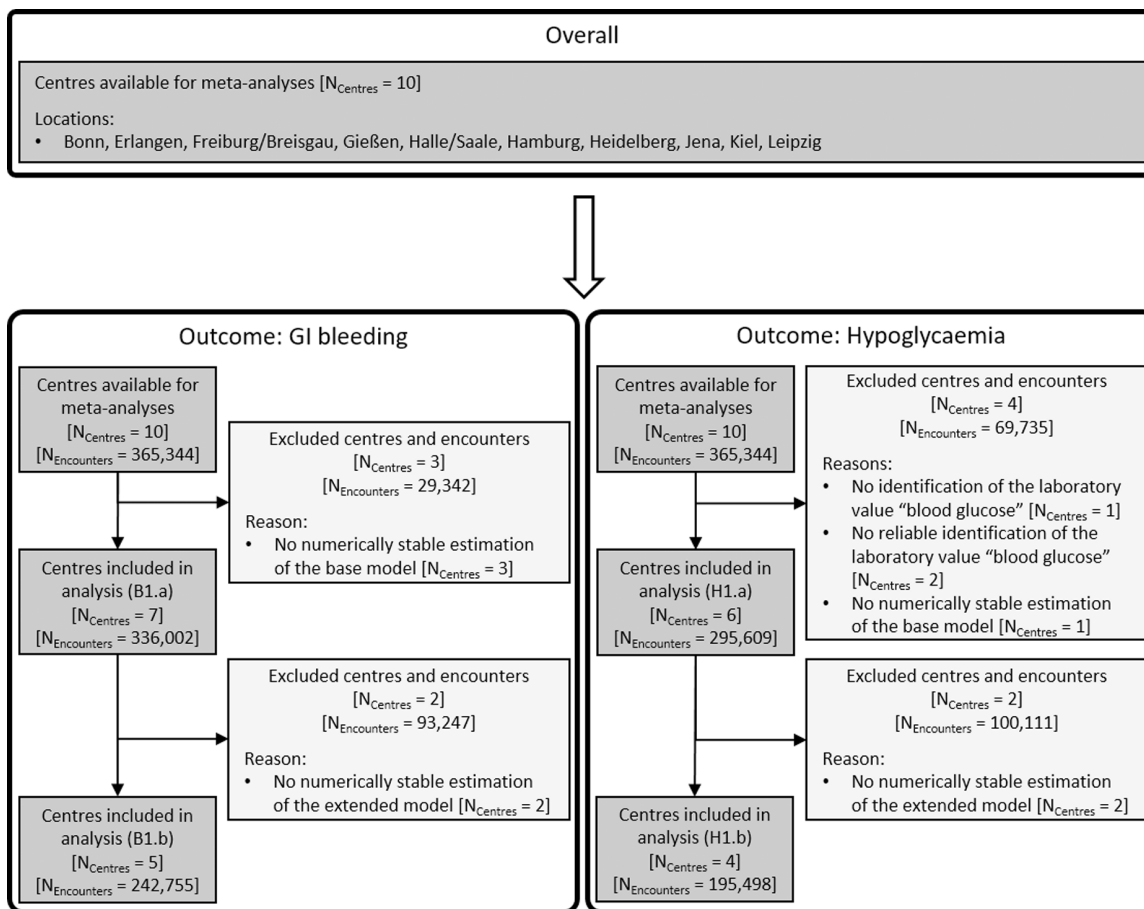 Overall
Centres available for meta-analyses [NCentres = 10]
Locations:
• Bonn, Erlangen, Freiburg/Breisgau, Gießen, Halle/Saale, Hamburg, Heidelberg, Jena, Kiel, Leipzig
Outcome: GI bleeding
Centres available for
meta-analyses
[NCentres = 10]
[NEncounters = 365,344]
Excluded centres and encounters
[NCentres = 3]
[NEncounters = 29,342]
Reason:
• No numerically stable estimation
of the base model [NCentres = 3]
Centres included in
analysis (B1.a)
[NCentres = 7]
[NEncounters = 336,002]
Excluded centres and encounters
[NCentres = 2]
[NEncounters = 93,247]
Reason:
• No numerically stable estimation
of the extended model [NCentres = 2]
Centres included in
analysis (B1.b)
[NCentres = 5]
[NEncounters = 242,755]
Outcome: Hypoglycaemia
Centres available for
meta-analyses
[NCentres = 10]
[NEncounters = 365,344]
Excluded centres and encounters
[NCentres = 4]
[NEncounters = 69,735]
Reasons:
• No identification of the laboratory
value “blood glucose” [NCentres = 1]
• No reliable identification of the
laboratory value “blood glucose”
[NCentres = 2]
• No numerically stable estimation
of the base model [NCentres = 1]
Centres included in
analysis (H1.a)
[NCentres = 6]
[NEncounters = 295,609]
Excluded centres and encounters
[NCentres = 2]
[NEncounters = 100,111]
Reason:
• No numerically stable estimation
of the extended model [NCentres = 2]
Centres included in
analysis (H1.b)
[NCentres = 4]
[NEncounters = 195,498]